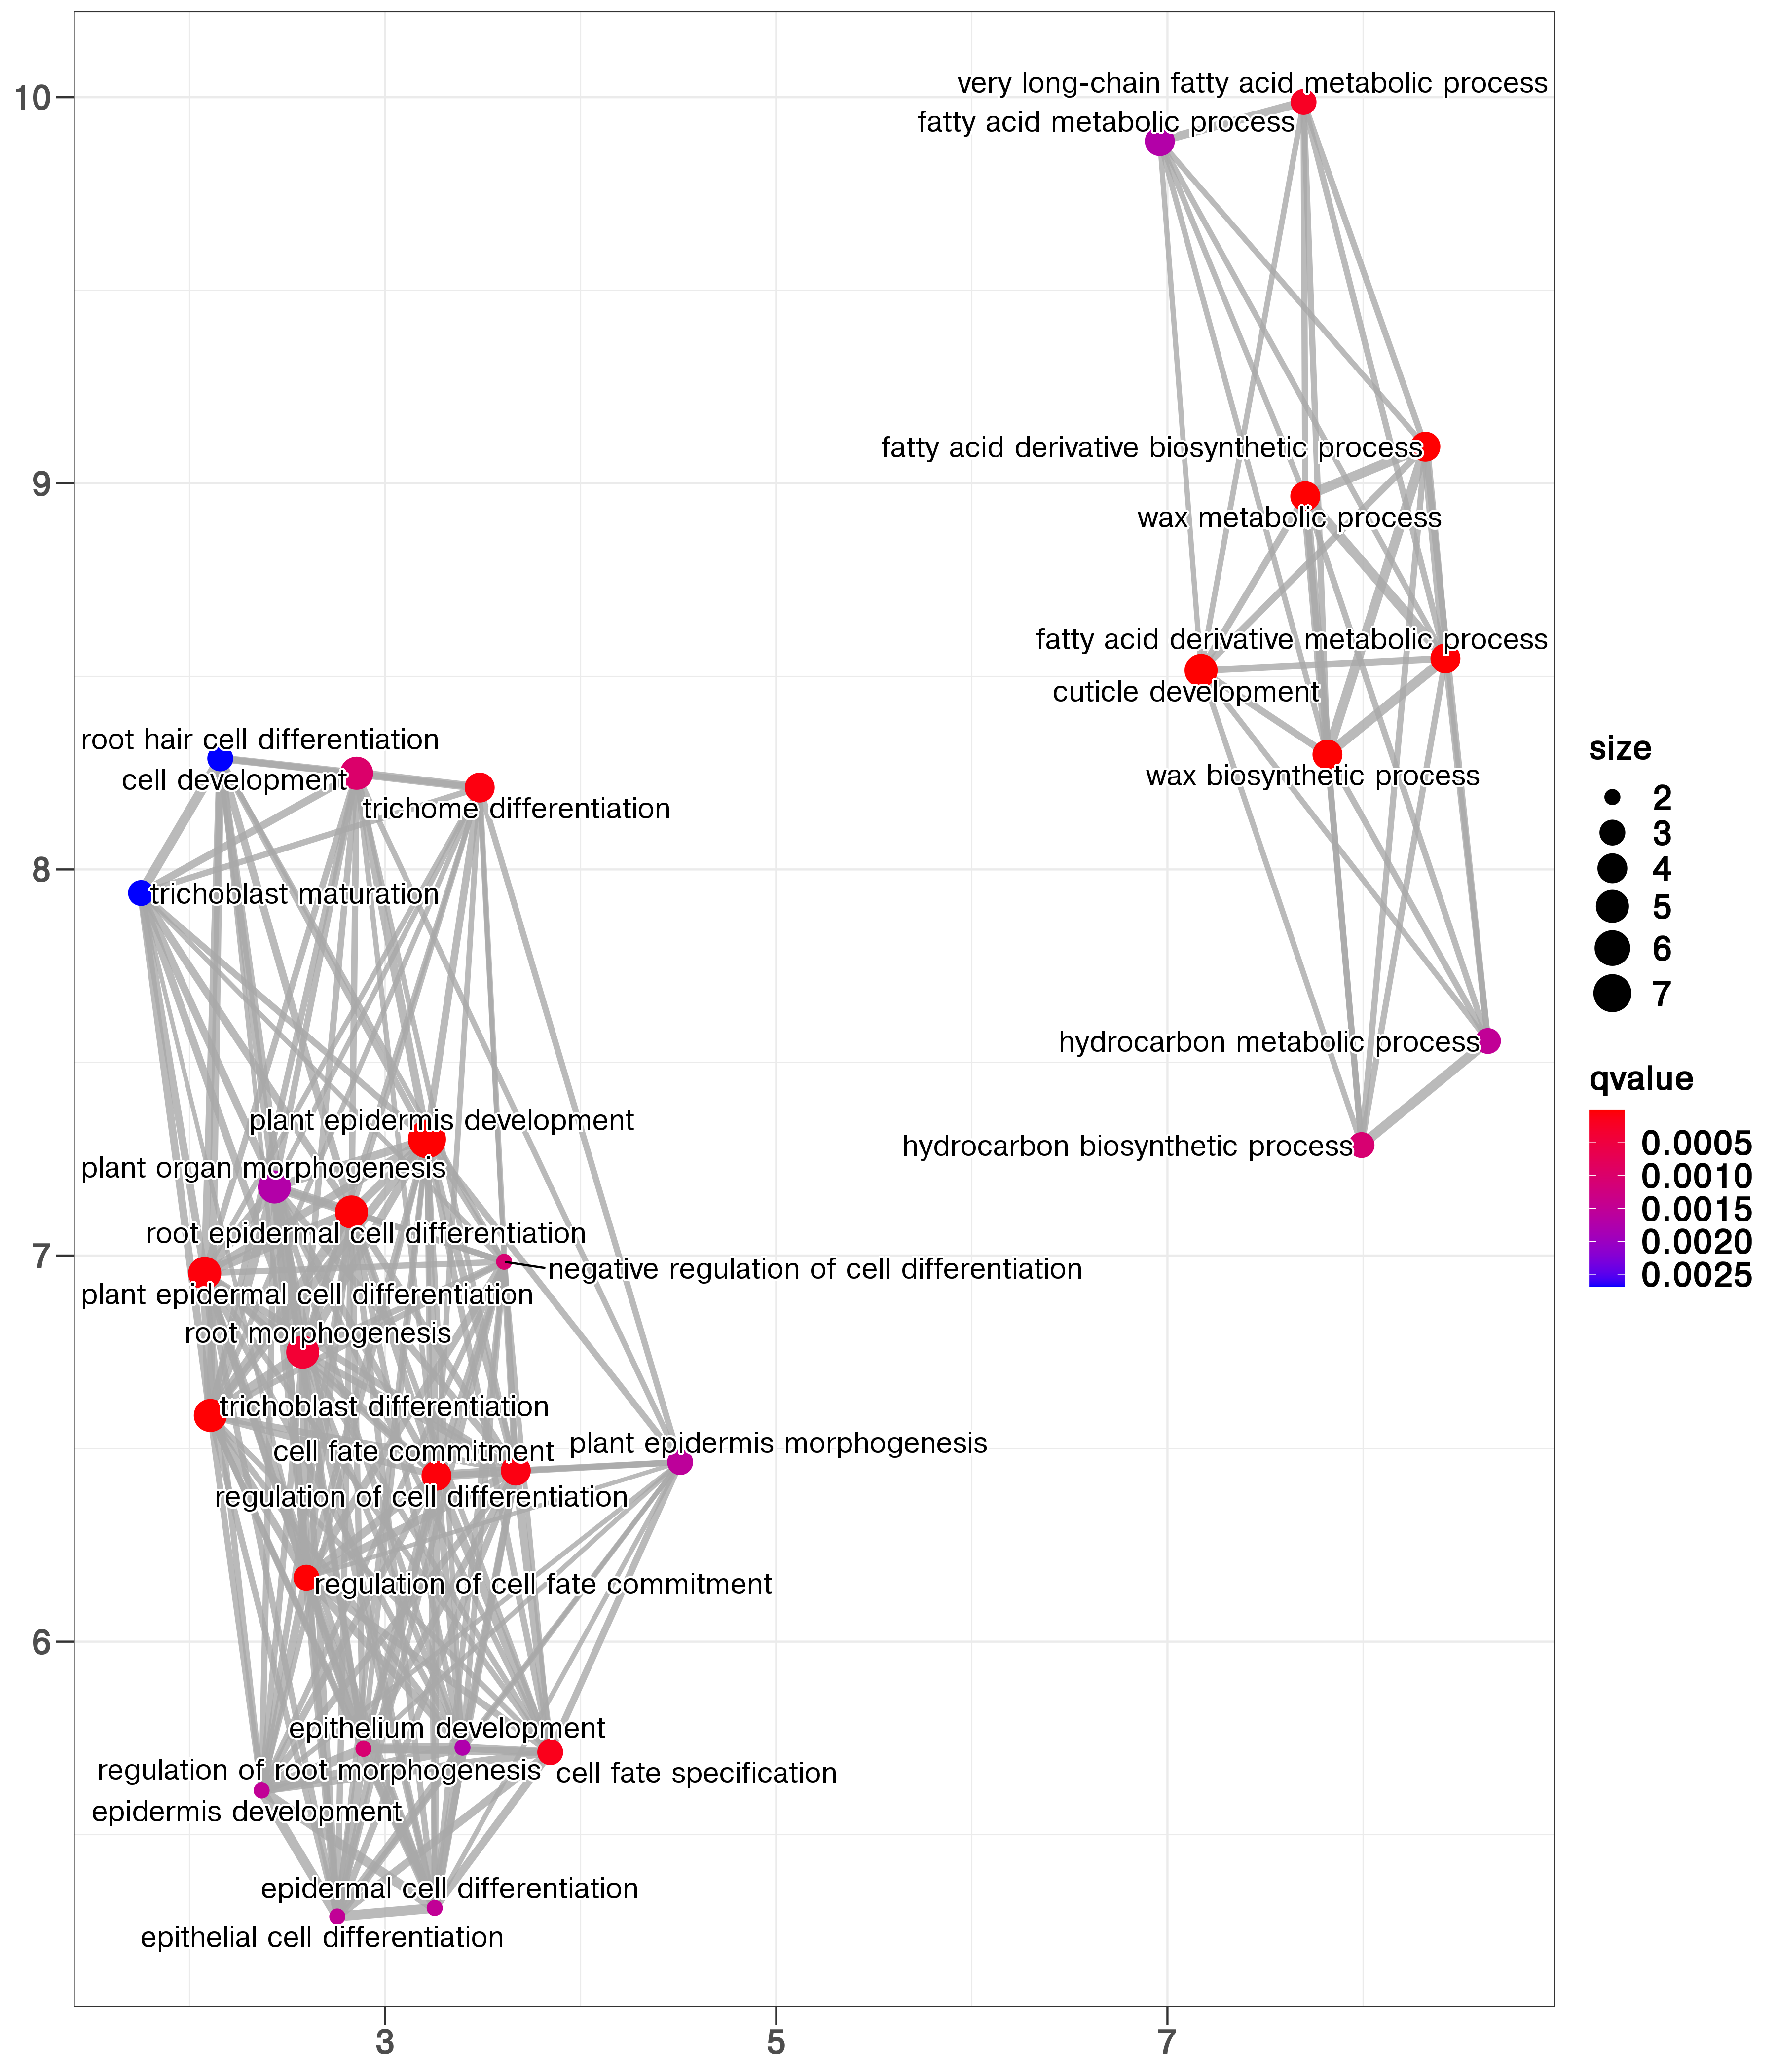 10
very long-chain fatty acid metabolic process
fatty acid metabolic process
9
fatty acid derivative biosynthetic process
wax metabolic process
fatty acid derivative metabolic process
cuticle development
root hair cell differentiation
wax biosynthetic process
cell development
trichome differentiation
8
trichoblast maturation
hydrocarbon metabolic process
plant epidermis development
hydrocarbon biosynthetic process
plant organ morphogenesis
root epidermal cell differentiation
7
negative regulation of cell differentiation
plant epidermal cell differentiation
root morphogenesis
trichoblast differentiation
plant epidermis morphogenesis
cell fate commitment
regulation of cell differentiation
regulation of cell fate commitment
6
epithelium development
regulation of root morphogenesis
cell fate specification
epidermis development
epidermal cell differentiation
epithelial cell differentiation
3
5
7
size
2
3
4
5
6
7
qvalue
0.0005
0.0010
0.0015
0.0020
0.0025